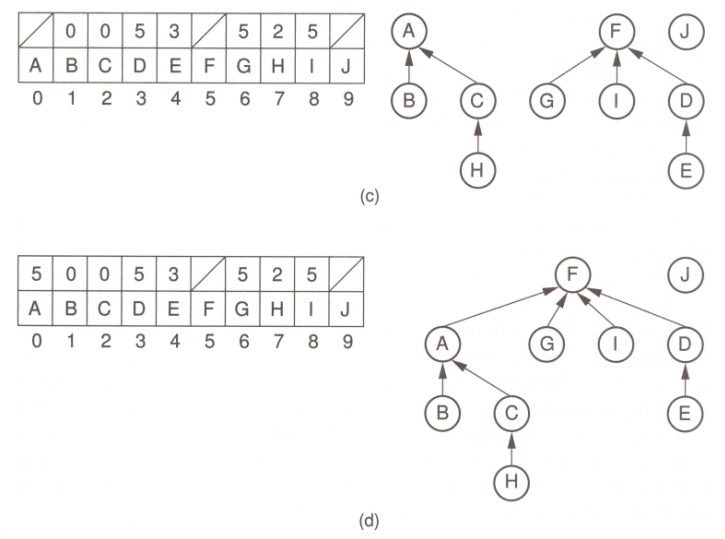 0 0 5 3 5 2 5
A B C D E F G H I J
0 1 2 3 4 5 6 7 8 9
A F J
B C G I D
H E
(c)
5 0 0 5 3 5 2 5
A B C D E F G H I J
0 1 2 3 4 5 6 7 8 9
F J
A G I D
B C E
H
(d)